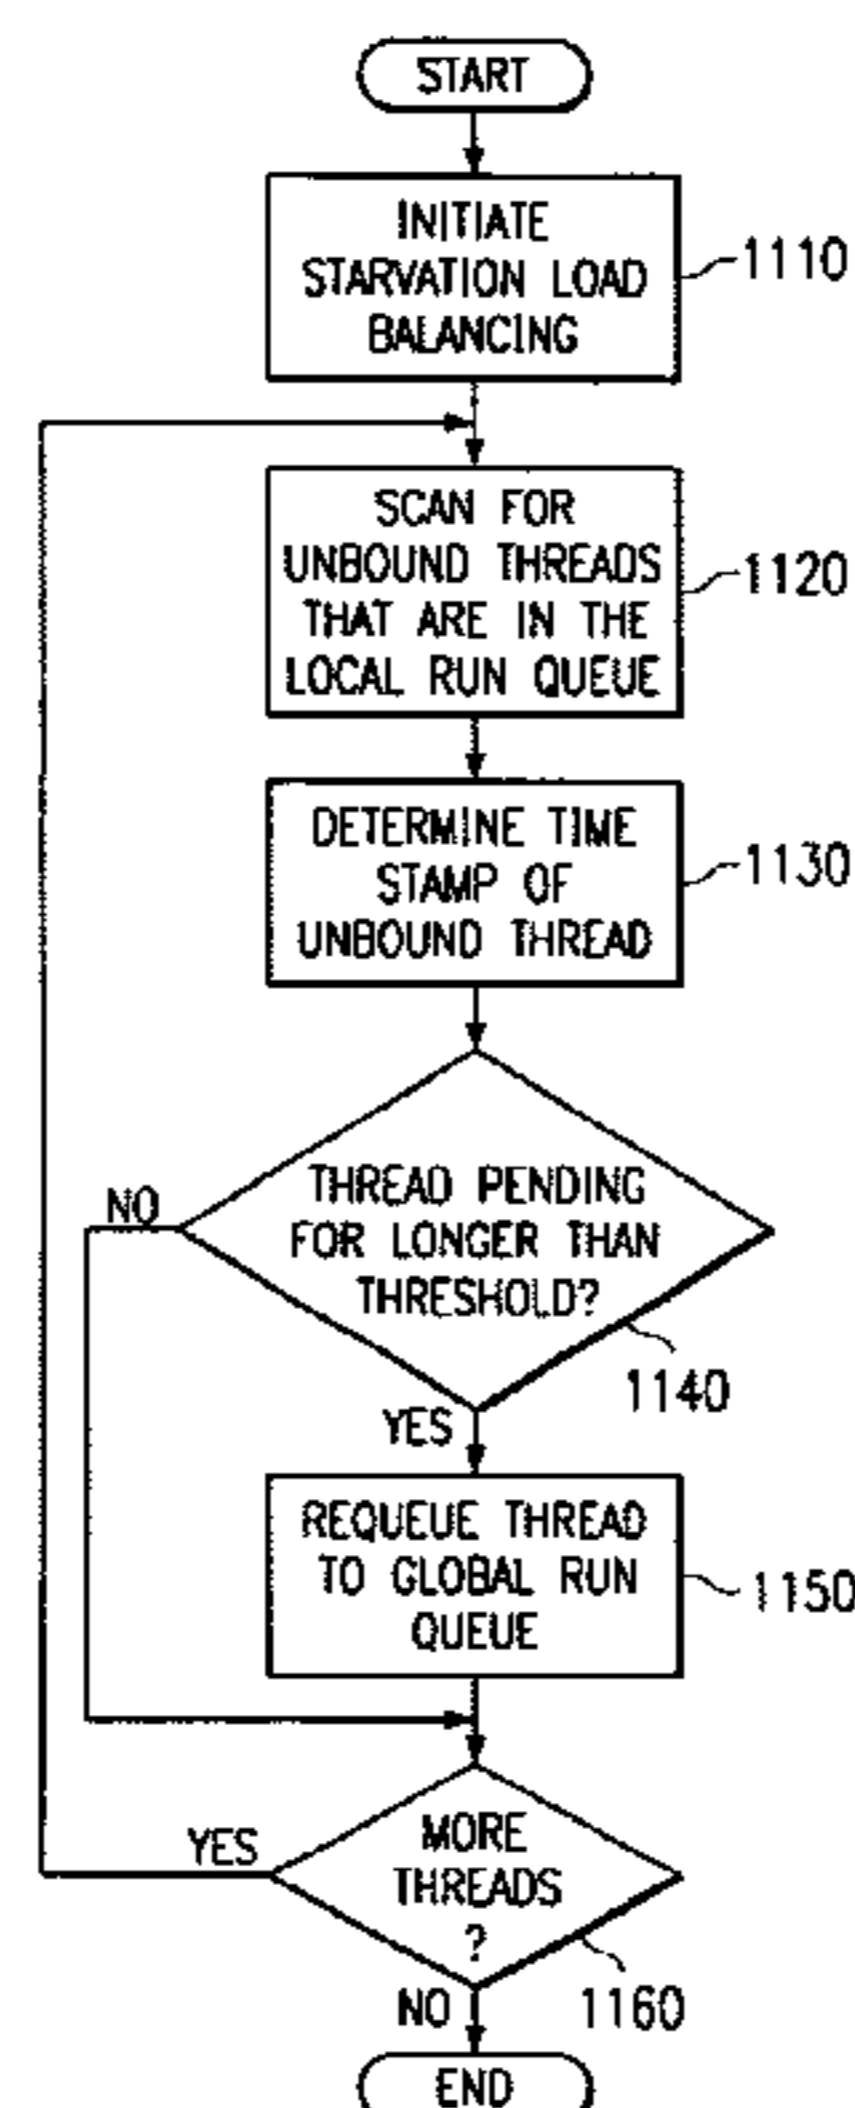 START
INITIATE
STARVATION LOAD
BALANCING
1110
SCAN FOR
UNBOUND THREADS
THAT ARE IN THE
LOCAL RUN QUEUE
1120
DETERMINE TIME
STAMP OF
UNBOUND THREAD
1130
THREAD PENDING
FOR LONGER THAN
THRESHOLD?
NO
1140
YES
REQUEUE THREAD
TO GLOBAL RUN
QUEUE
1150
MORE
THREADS
?
YES
1160
NO
END